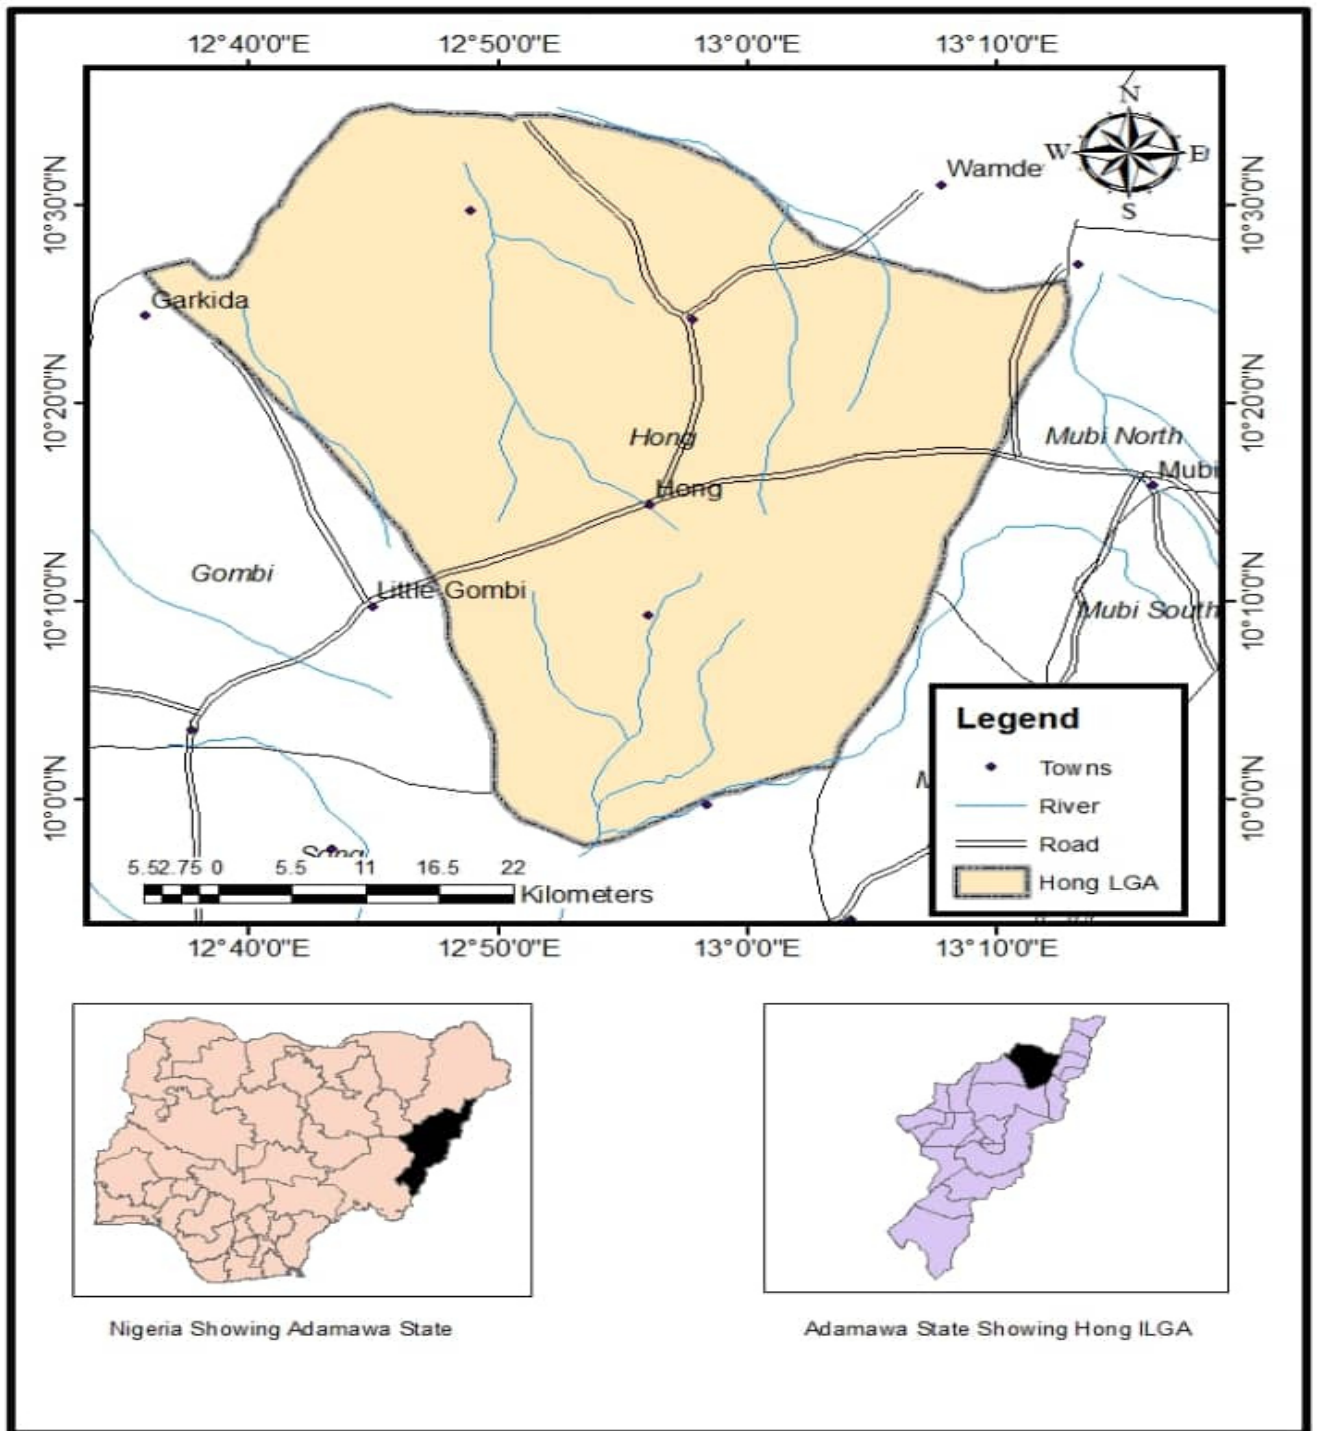 12°40'0"E 12°50'0"E 13°0'0"E 13°10'0"E
N
W E
S
Wamde
10°30'0"N 10°30'0"N
Garkida
10°20'0"N 10°20'0"N
Hong
Mubi North
Mubi
Hong
Gombi
Little Gombi
10°10'0"N 10°10'0"N
Mubi South
Legend
Towns
River
Road
Hong LGA
10°0'0"N 10°0'0"N
M
Song
5.52.75 0 5.5 11 16.5 22
Kilometers
12°40'0"E 12°50'0"E 13°0'0"E 13°10'0"E
Nigeria Showing Adamawa State
Adamawa State Showing Hong ILGA